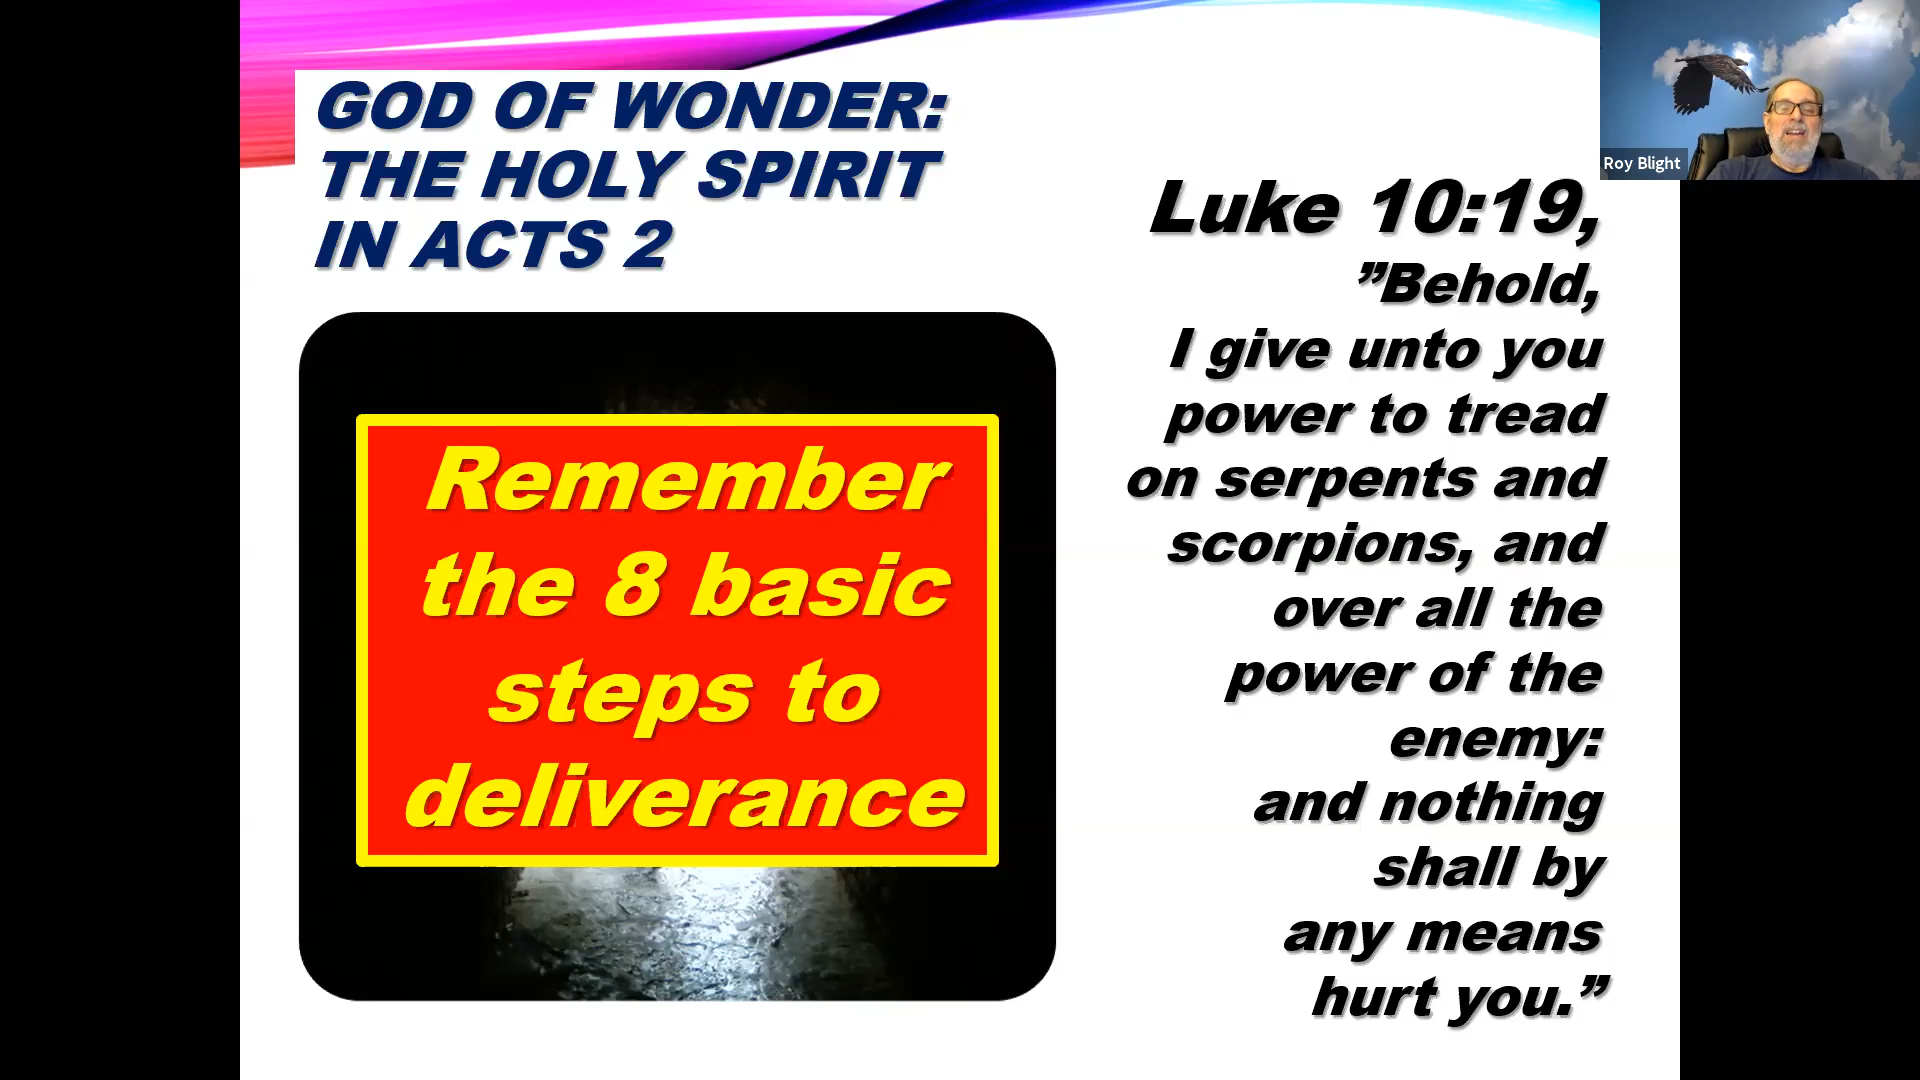 GOD OF WONDER:
THE HOLY SPIRIT
IN ACTS 2
Remember
the 8 basic
steps to
deliverance
Luke 10:19,
”Behold,
I give unto you
power to tread
on serpents and
scorpions, and
over all the
power of the
enemy:
and nothing
shall by
any means
hurt you.”
Roy Blight